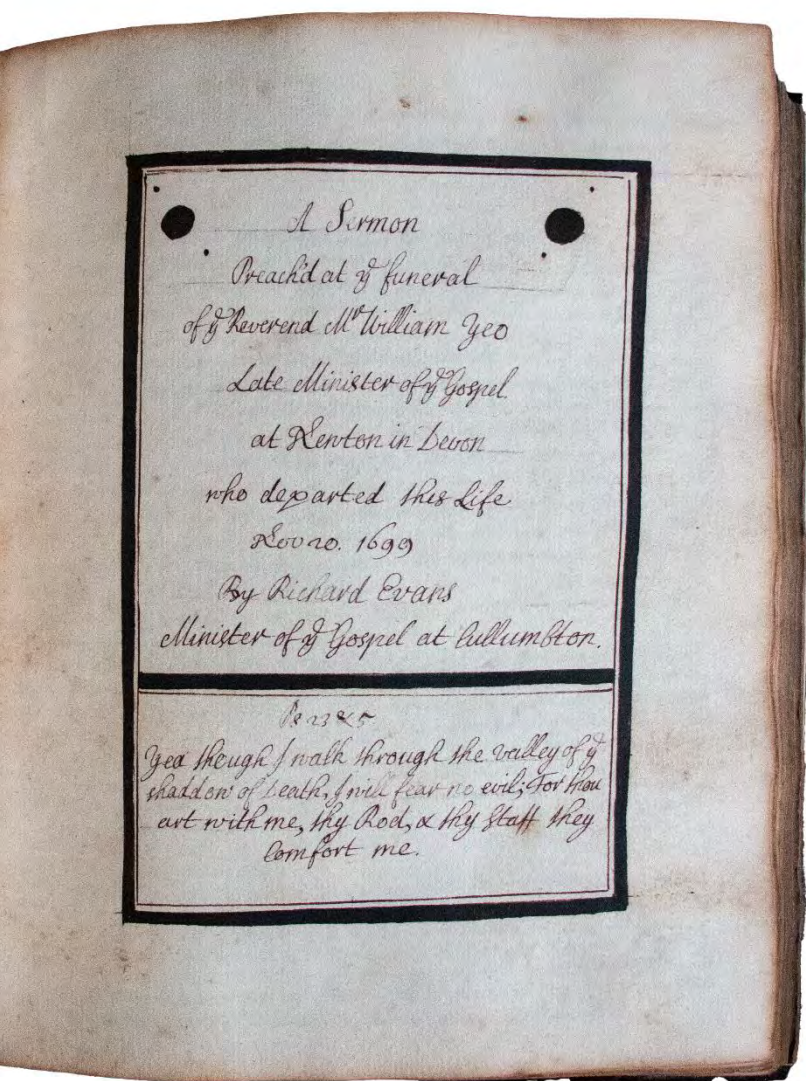 A Sermon
Preach'd at yᵉ funeral
of yᵉ Reverend Mʳ William Yeo
Late Minister of yᵉ Gospel
at Newton in Devon
who departed this Life
Nov 20. 1699
By Richard Evans
Minister of yᵉ Gospel at Cullumbton.
Ps 23
Yea though I walk through the valley of yᵉ
shaddow of Death, I will fear no evil; For thou
art with me, thy Rod, & thy Staff they
Comfort me.